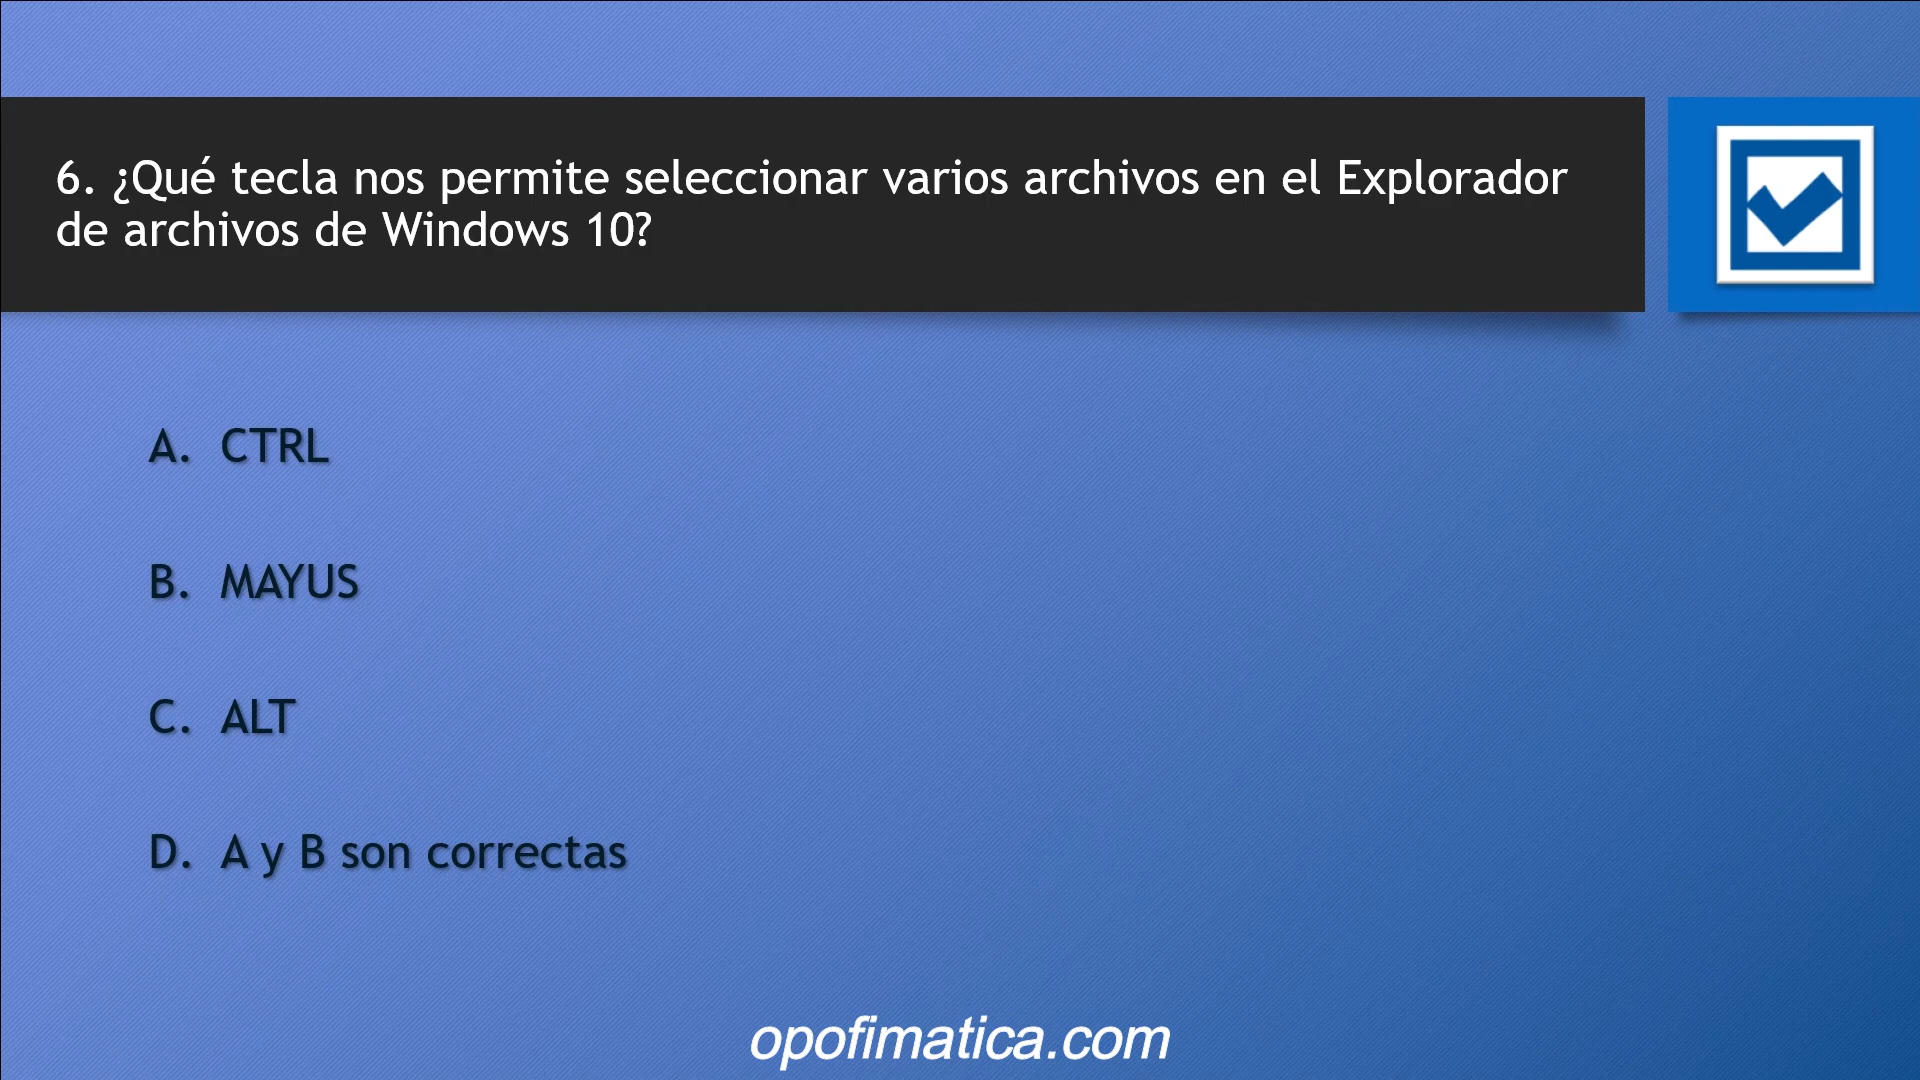 6. ¿Qué tecla nos permite seleccionar varios archivos en el Explorador
de archivos de Windows 10?
A. CTRL
B. MAYUS
C. ALT
D. A y B son correctas
opofimatica.com